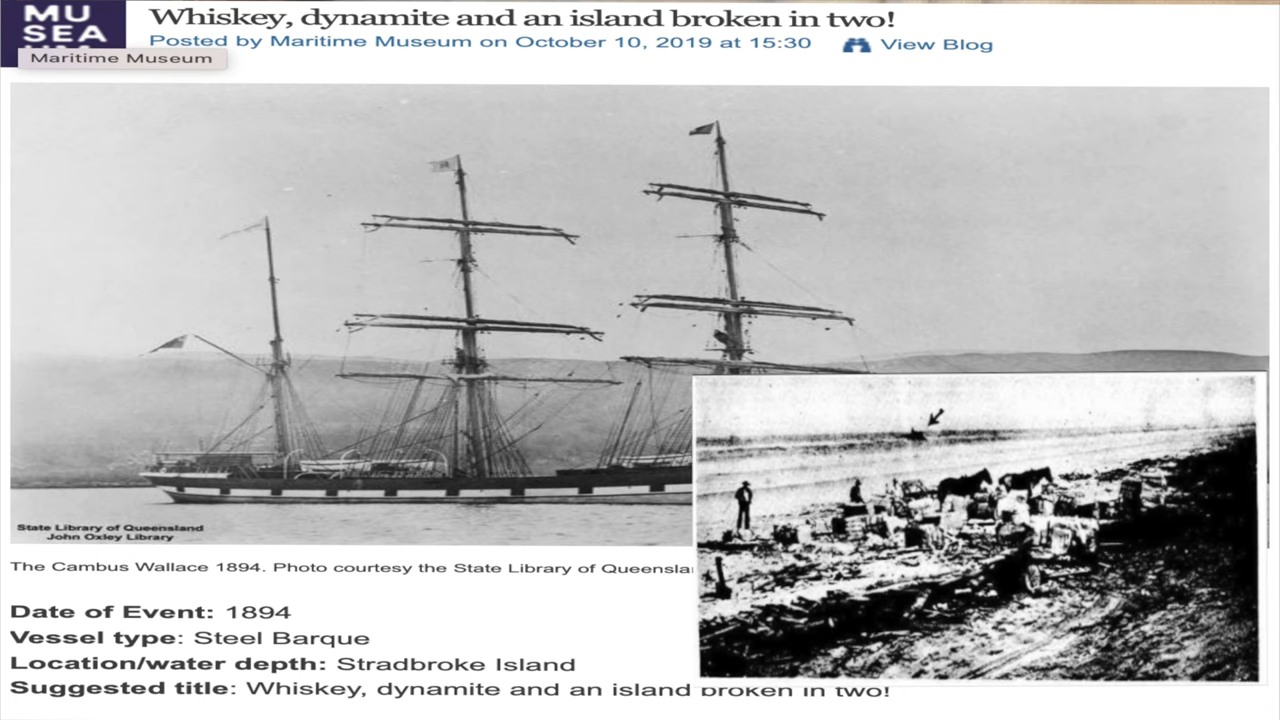 MU
SEA
Maritime Museum
Whiskey, dynamite and an island broken in two!
Posted by Maritime Museum on October 10, 2019 at 15:30 View Blog
State Library of Queensland
John Oxley Library
The Cambus Wallace 1894. Photo courtesy the State Library of Queensla
Date of Event: 1894
Vessel type: Steel Barque
Location/water depth: Stradbroke Island
Suggested title: Whiskey, dynamite and an island broken in two!